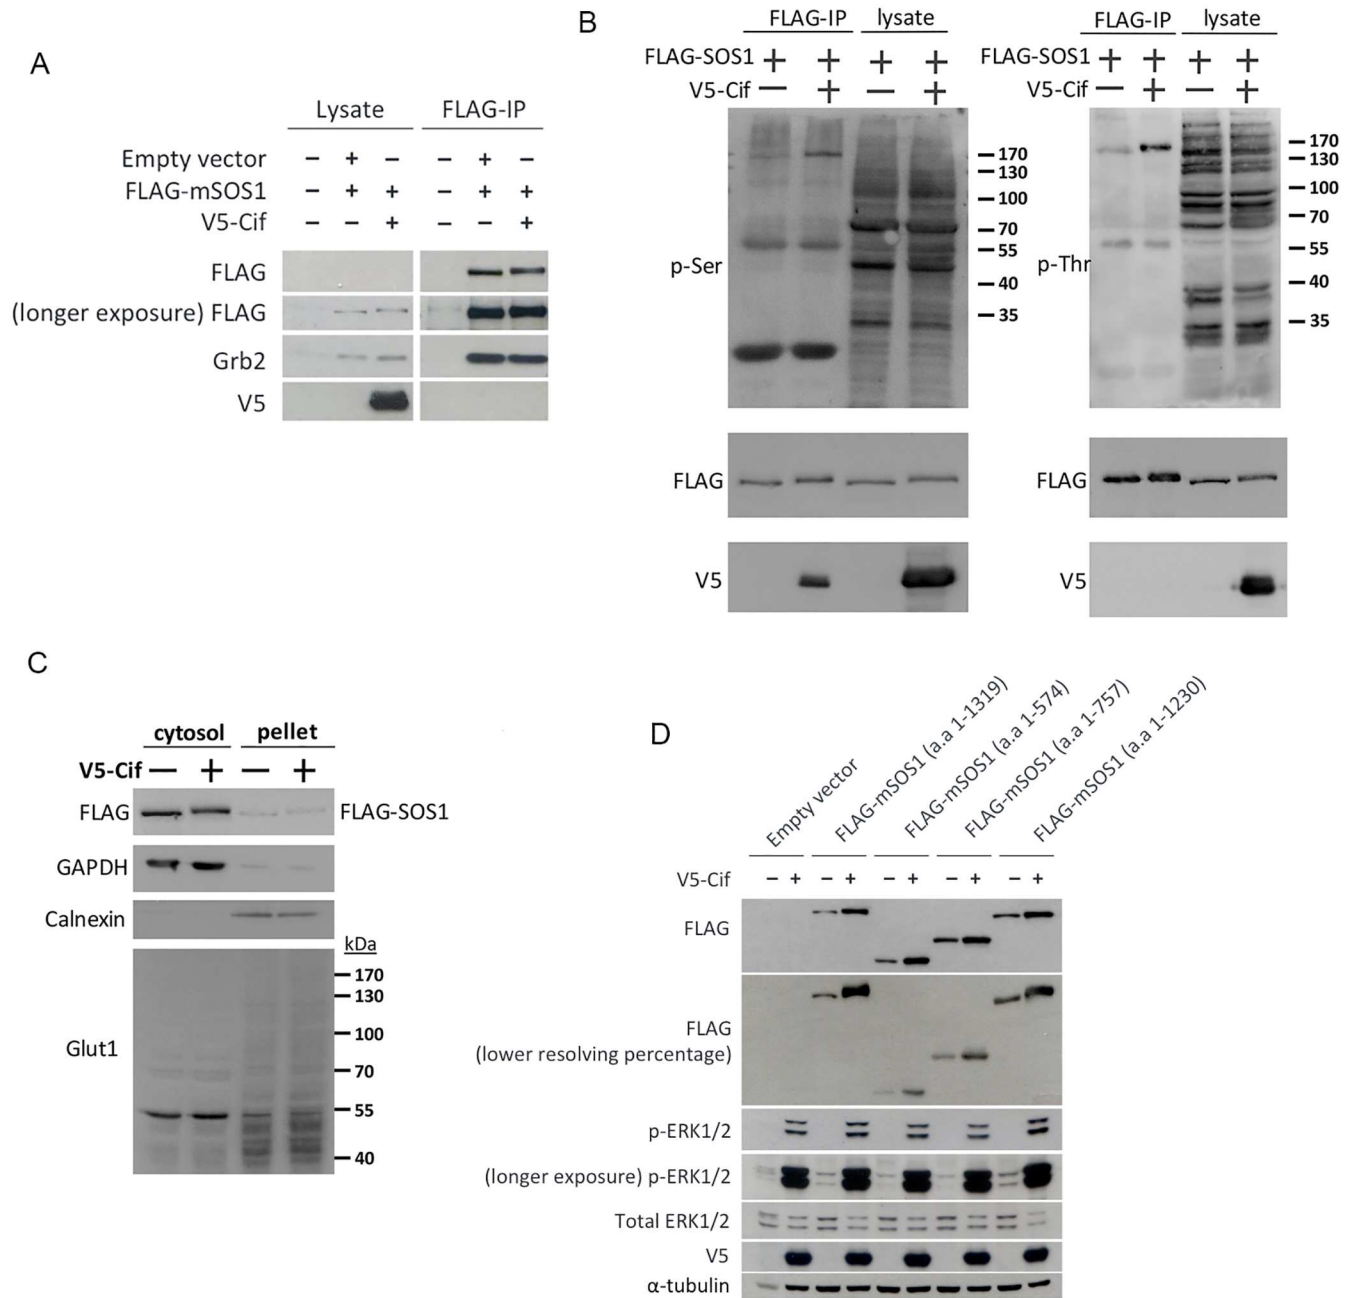 A
Lysate FLAG-IP
Empty vector – + – – + –
FLAG-mSOS1 – + + – + +
V5-Cif – – + – – +
FLAG
(longer exposure) FLAG
Grb2
V5
B
FLAG-IP lysate
FLAG-SOS1 + + + +
V5-Cif – + – +
p-Ser
170
130
100
70
55
40
35
FLAG
V5
FLAG-IP lysate
FLAG-SOS1 + + + +
V5-Cif – + – +
p-Thr
170
130
100
70
55
40
35
FLAG
V5
C
cytosol pellet
V5-Cif – + – +
FLAG FLAG-SOS1
GAPDH
Calnexin
kDa
Glut1
170
130
100
70
55
40
D
Empty vector
FLAG-mSOS1 (a.a 1-1319)
FLAG-mSOS1 (a.a 1-574)
FLAG-mSOS1 (a.a 1-757)
FLAG-mSOS1 (a.a 1-1230)
V5-Cif – + – + – + – + – +
FLAG
FLAG
(lower resolving percentage)
p-ERK1/2
(longer exposure) p-ERK1/2
Total ERK1/2
V5
α-tubulin